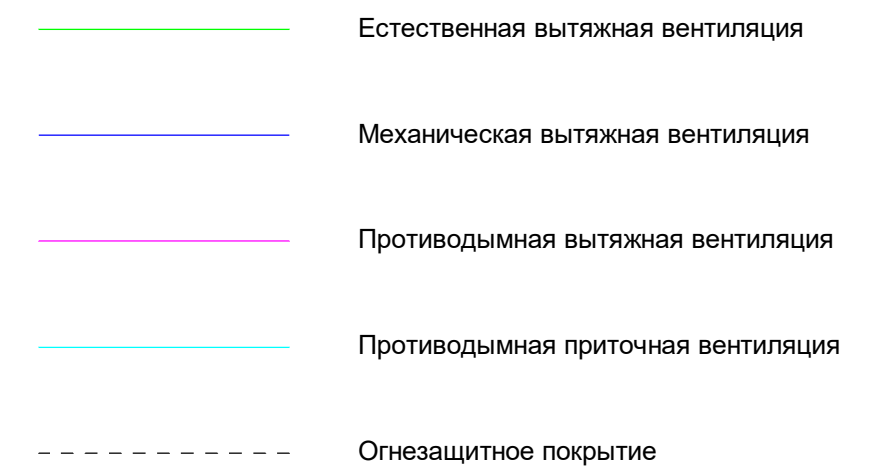 Естественная вытяжная вентиляция
Механическая вытяжная вентиляция
Противодымная вытяжная вентиляция
Противодымная приточная вентиляция
Огнезащитное покрытие